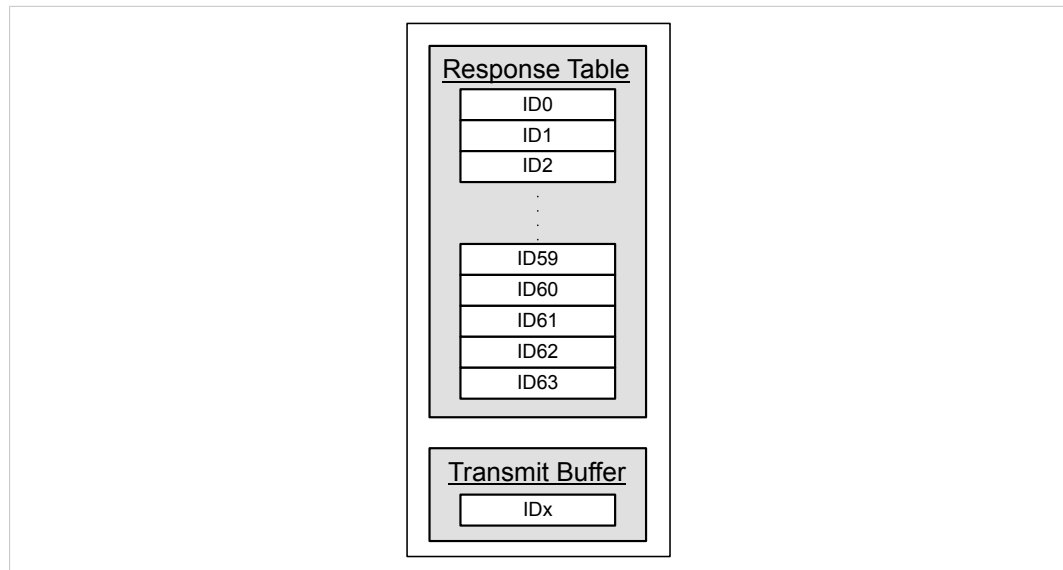 Response Table
ID0
ID1
ID2
.
.
.
.
ID59
ID60
ID61
ID62
ID63
Transmit Buffer
IDx